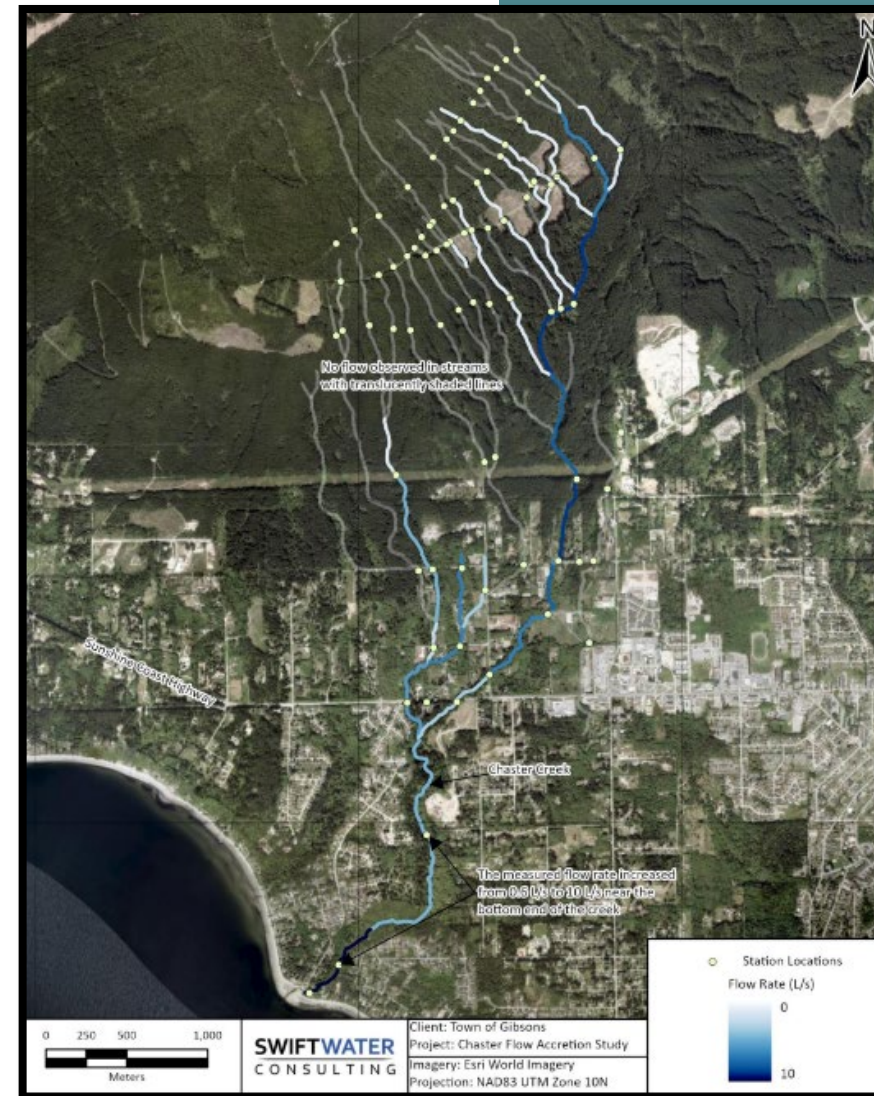 N
No flow observed in streams
with translucently shaded lines
Sunshine Coast Highway
Chaster Creek
The measured flow rate increased
from 0.5 L/s to 10 L/s near the
bottom end of the creek
Station Locations
Flow Rate (L/s)
0
10
0 250 500 1,000
Meters
SWIFTWATER
CONSULTING
Client: Town of Gibsons
Project: Chaster Flow Accretion Study
Imagery: Esri World Imagery
Projection: NAD83 UTM Zone 10N